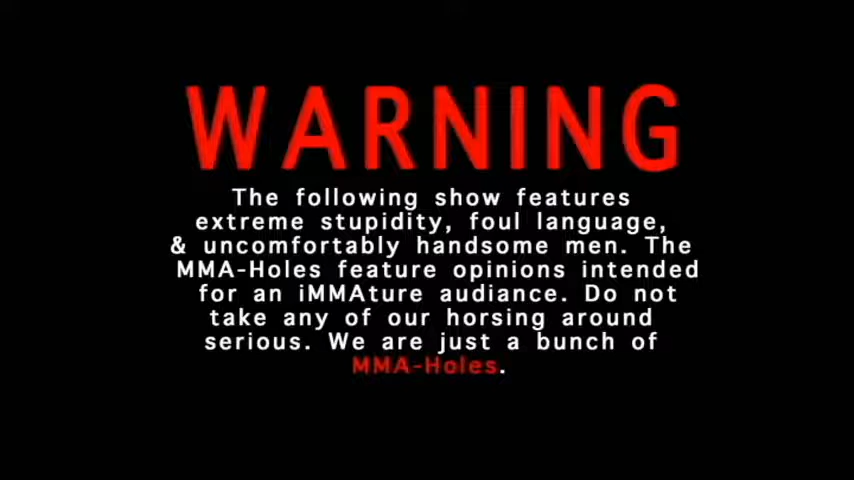 WARNING
The following show features
extreme stupidity, foul language,
& uncomfortably handsome men. The
MMA-Holes feature opinions intended
for an iMMAture audiance. Do not
take any of our horsing around
serious. We are just a bunch of
MMA-Holes.